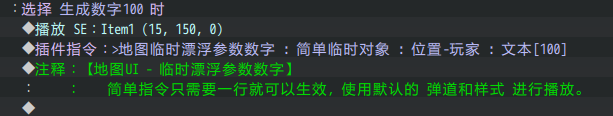 ：选择 生成数字100 时
◆播放 SE：Item1 (15, 150, 0)
◆插件指令：>地图临时漂浮参数数字 : 简单临时对象 : 位置-玩家 : 文本[100]
◆注释：【地图UI - 临时漂浮参数数字】
：　　：　　简单指令只需要一行就可以生效，使用默认的 弹道和样式 进行播放。
◆